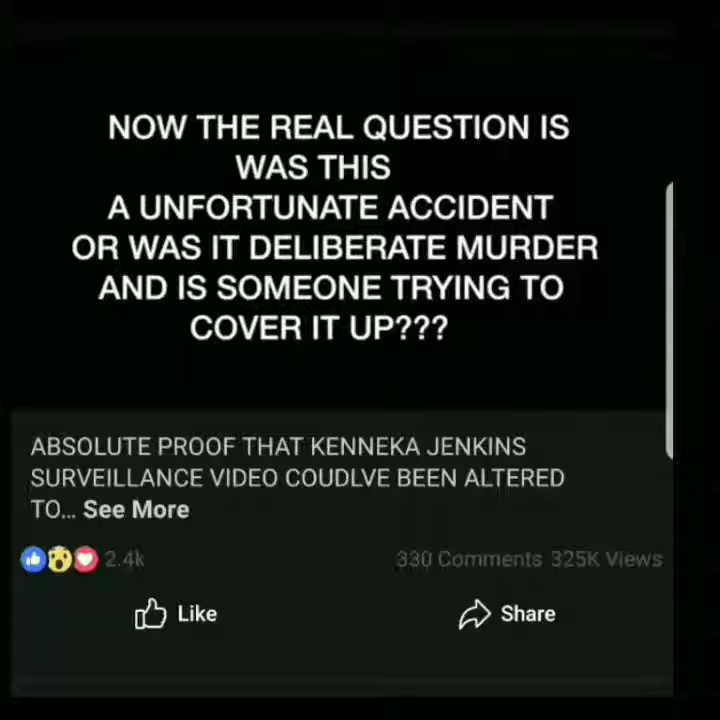 NOW THE REAL QUESTION IS
WAS THIS
A UNFORTUNATE ACCIDENT
OR WAS IT DELIBERATE MURDER
AND IS SOMEONE TRYING TO
COVER IT UP???
ABSOLUTE PROOF THAT KENNEKA JENKINS
SURVEILLANCE VIDEO COUDLVE BEEN ALTERED
TO... See More
2.4k 330 Comments 325K Views
Like Share